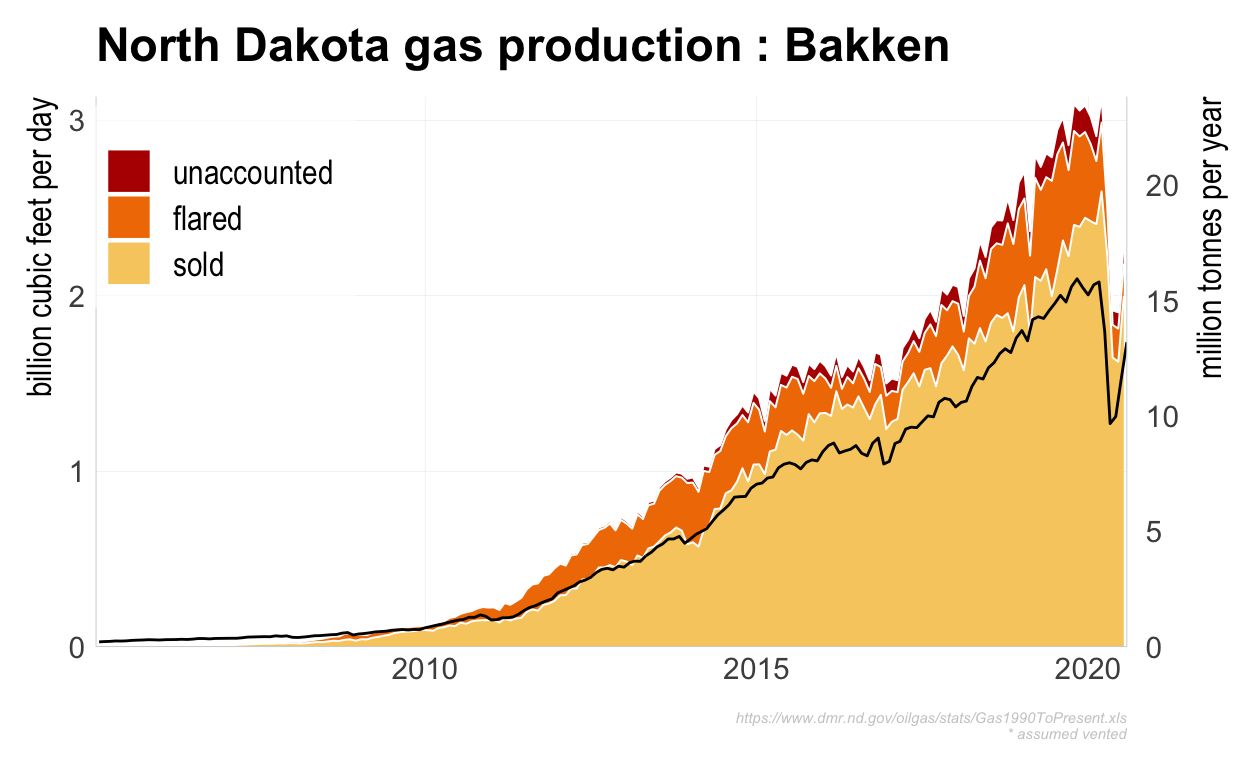 North Dakota gas production : Bakken
billion cubic feet per day
million tonnes per year
3
2
1
0
unaccounted
flared
sold
20
15
10
5
0
2010
2015
2020
https://www.dmr.nd.gov/oilgas/stats/Gas1990ToPresent.xls
* assumed vented